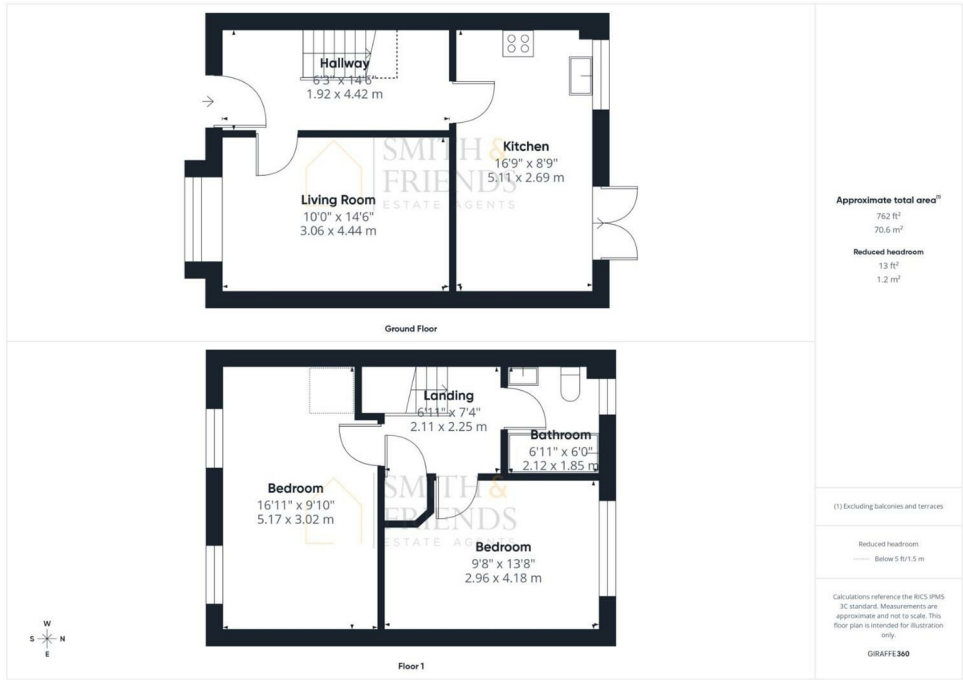 Hallway
6'3" x 14'6"
1.92 x 4.42 m
Kitchen
16'9" x 8'9"
5.11 x 2.69 m
SMITH &
FRIENDS
ESTATE AGENTS
Living Room
10'0" x 14'6"
3.06 x 4.44 m
Ground Floor
Approximate total area(1)
762 ft²
70.6 m²
Reduced headroom
13 ft²
1.2 m²
Landing
6'11" x 7'4"
2.11 x 2.25 m
Bathroom
6'11" x 6'0"
2.12 x 1.85 m
Bedroom
16'11" x 9'10"
5.17 x 3.02 m
SMITH &
FRIENDS
ESTATE AGENTS
Bedroom
9'8" x 13'8"
2.96 x 4.18 m
W
S N
E
Floor 1
(1) Excluding balconies and terraces
Reduced headroom
Below 5 ft/1.5 m
Calculations reference the RICS IPMS
3C standard. Measurements are
approximate and not to scale. This
floor plan is intended for illustration
only.
GIRAFFE360